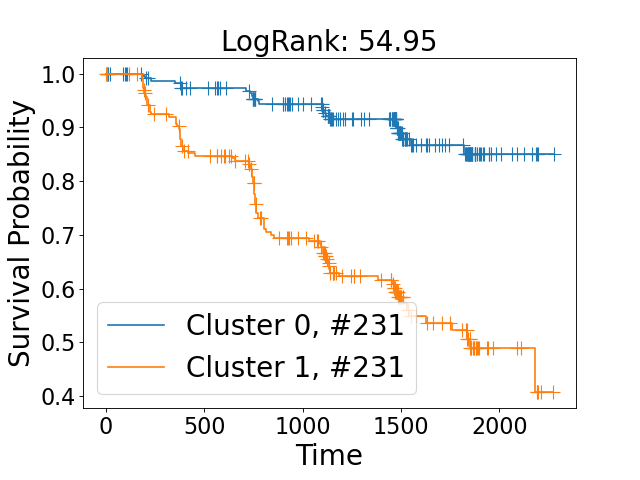 LogRank: 54.95
Survival Probability
1.0
0.9
0.8
0.7
0.6
0.5
0.4
Cluster 0, #231
Cluster 1, #231
0 500 1000 1500 2000
Time